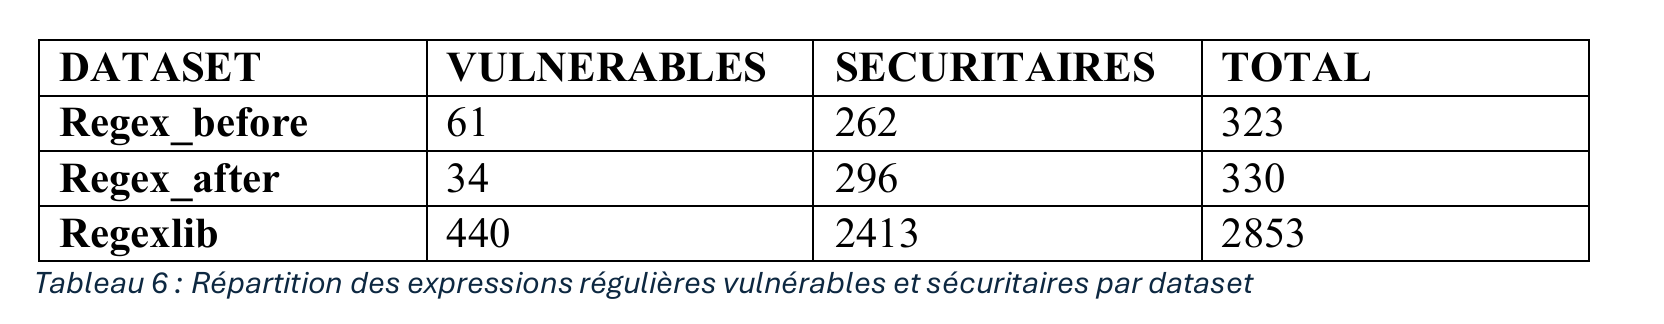 DATASET VULNERABLES SECURITAIRES TOTAL
Regex_before 61 262 323
Regex_after 34 296 330
Regexlib 440 2413 2853
Tableau 6 : Répartition des expressions régulières vulnérables et sécuritaires par dataset